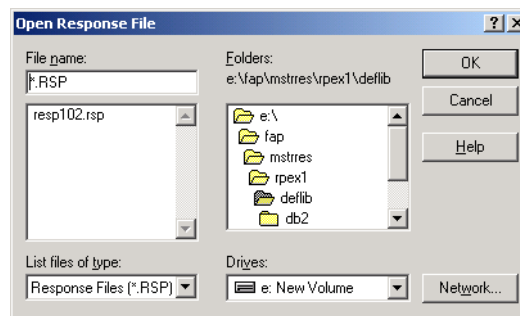 Open Response File
File name:
*.RSP
resp102.rsp
List files of type:
Response Files (*.RSP)
Folders:
e:\fap\mstrres\rpex1\deflib
e:\
fap
mstrres
rpex1
deflib
db2
Drives:
e: New Volume
OK
Cancel
Help
Network...